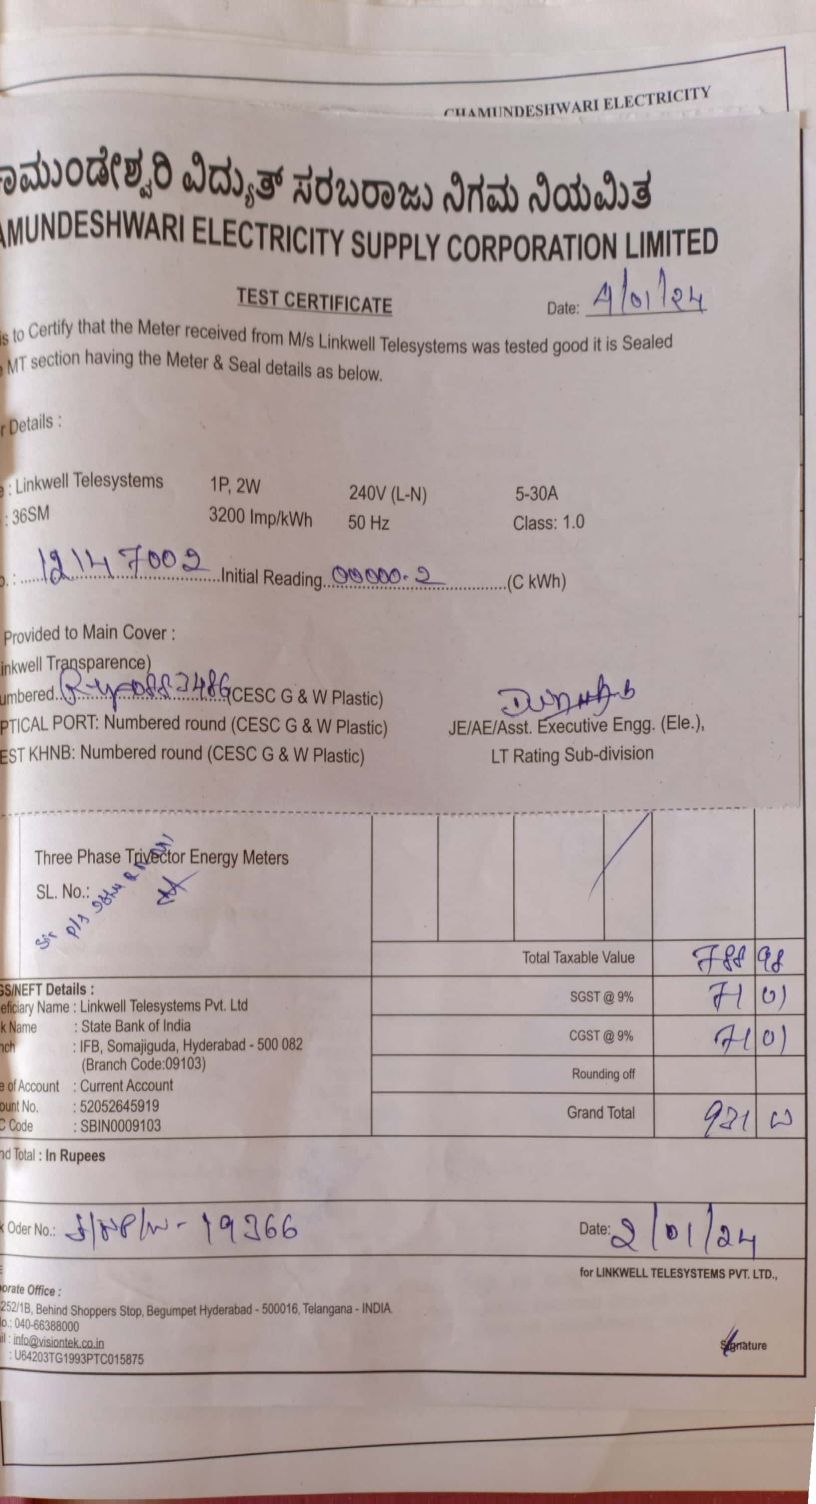 CHAMUNDESHWARI ELECTRICITY
ಾಮುಂಡೇಶ್ವರಿ ವಿದ್ಯುತ್ ಸರಬರಾಜು ನಿಗಮ ನಿಯಮಿತ
AMUNDESHWARI ELECTRICITY SUPPLY CORPORATION LIMITED
TEST CERTIFICATE Date: 4/01/24
is to Certify that the Meter received from M/s Linkwell Telesystems was tested good it is Sealed
MT section having the Meter & Seal details as below.
r Details :
: Linkwell Telesystems 1P, 2W 240V (L-N) 5-30A
: 36SM 3200 Imp/kWh 50 Hz Class: 1.0
o. : 12147002 Initial Reading 00000.2 (C kWh)
Provided to Main Cover :
inkwell Transparence)
umbered (CESC G & W Plastic)
PTICAL PORT: Numbered round (CESC G & W Plastic) JE/AE/Asst. Executive Engg. (Ele.),
EST KHNB: Numbered round (CESC G & W Plastic) LT Rating Sub-division
Three Phase Trivector Energy Meters
SL. No.:
Total Taxable Value 788 98
GS/NEFT Details :
SGST @ 9% 71 01
eficiary Name : Linkwell Telesystems Pvt. Ltd
k Name : State Bank of India
CGST @ 9% 71 01
nch : IFB, Somajiguda, Hyderabad - 500 082
(Branch Code:09103)
Rounding off
e of Account : Current Account
ount No. : 52052645919
Grand Total 931 00
C Code : SBIN0009103
nd Total : In Rupees
k Oder No.: 19366 Date: 2/01/24
for LINKWELL TELESYSTEMS PVT. LTD.,
orate Office :
252/1B, Behind Shoppers Stop, Begumpet Hyderabad - 500016, Telangana - INDIA.
o.: 040-66388000
il : info@visiontek.co.in
: U64203TG1993PTC015875
Signature